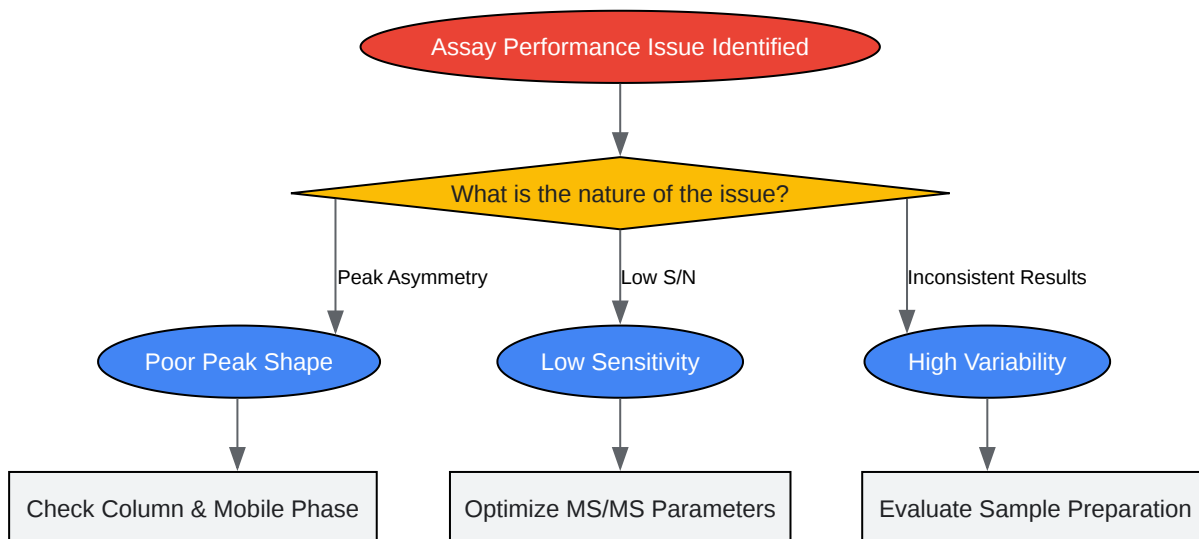 Assay Performance Issue Identified
What is the nature of the issue?
Peak Asymmetry
Low S/N
Inconsistent Results
Poor Peak Shape
Low Sensitivity
High Variability
Check Column & Mobile Phase
Optimize MS/MS Parameters
Evaluate Sample Preparation